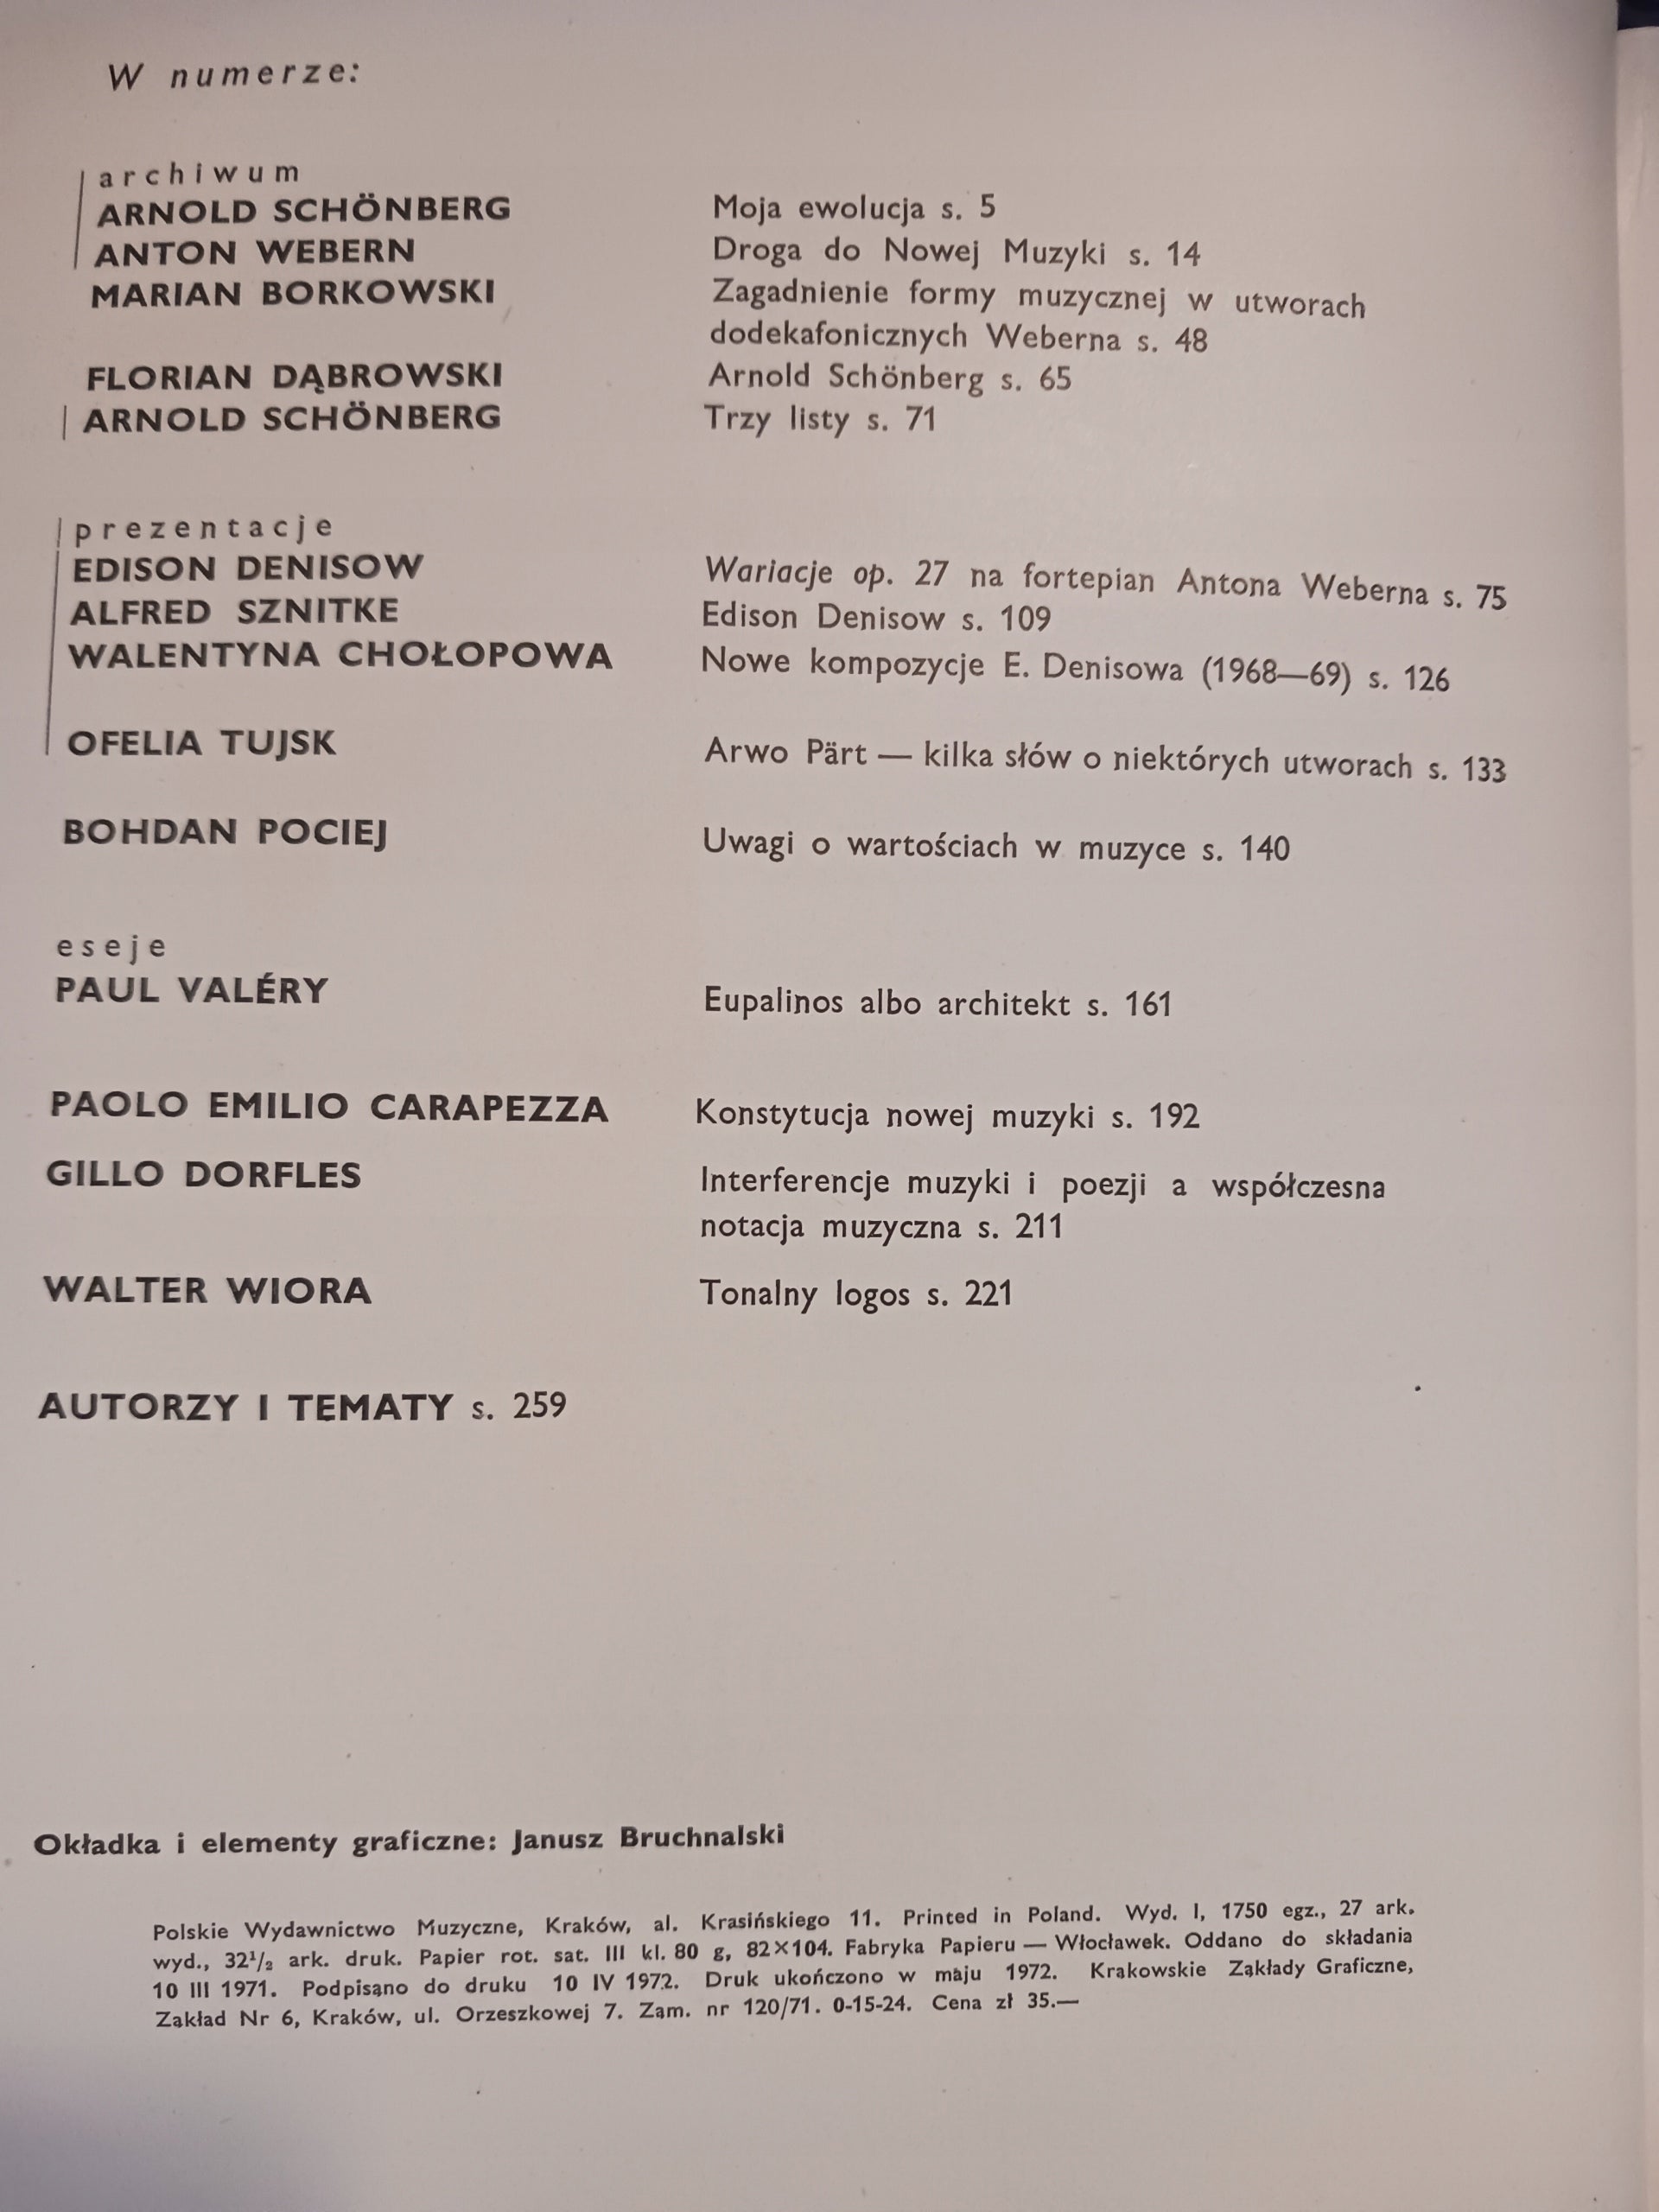 W numerze:
archiwum
ARNOLD SCHÖNBERG Moja ewolucja s. 5
ANTON WEBERN Droga do Nowej Muzyki s. 14
MARIAN BORKOWSKI Zagadnienie formy muzycznej w utworach
dodekafonicznych Weberna s. 48
FLORIAN DĄBROWSKI Arnold Schönberg s. 65
ARNOLD SCHÖNBERG Trzy listy s. 71
prezentacje
EDISON DENISOW Wariacje op. 27 na fortepian Antona Weberna s. 75
ALFRED SZNITKE Edison Denisow s. 109
WALENTYNA CHOŁOPOWA Nowe kompozycje E. Denisowa (1968—69) s. 126
OFELIA TUJSK Arwo Pärt — kilka słów o niektórych utworach s. 133
BOHDAN POCIEJ Uwagi o wartościach w muzyce s. 140
eseje
PAUL VALÉRY Eupalinos albo architekt s. 161
PAOLO EMILIO CARAPEZZA Konstytucja nowej muzyki s. 192
GILLO DORFLES Interferencje muzyki i poezji a współczesna
notacja muzyczna s. 211
WALTER WIORA Tonalny logos s. 221
AUTORZY I TEMATY s. 259
Okładka i elementy graficzne: Janusz Bruchnalski
Polskie Wydawnictwo Muzyczne, Kraków, al. Krasińskiego 11. Printed in Poland. Wyd. I, 1750 egz., 27 ark.
wyd., 32¹/₂ ark. druk. Papier rot. sat. III kl. 80 g, 82×104. Fabryka Papieru — Włocławek. Oddano do składania
10 III 1971. Podpisano do druku 10 IV 1972. Druk ukończono w maju 1972. Krakowskie Zakłady Graficzne,
Zakład Nr 6, Kraków, ul. Orzeszkowej 7. Zam. nr 120/71. 0-15-24. Cena zł 35.—